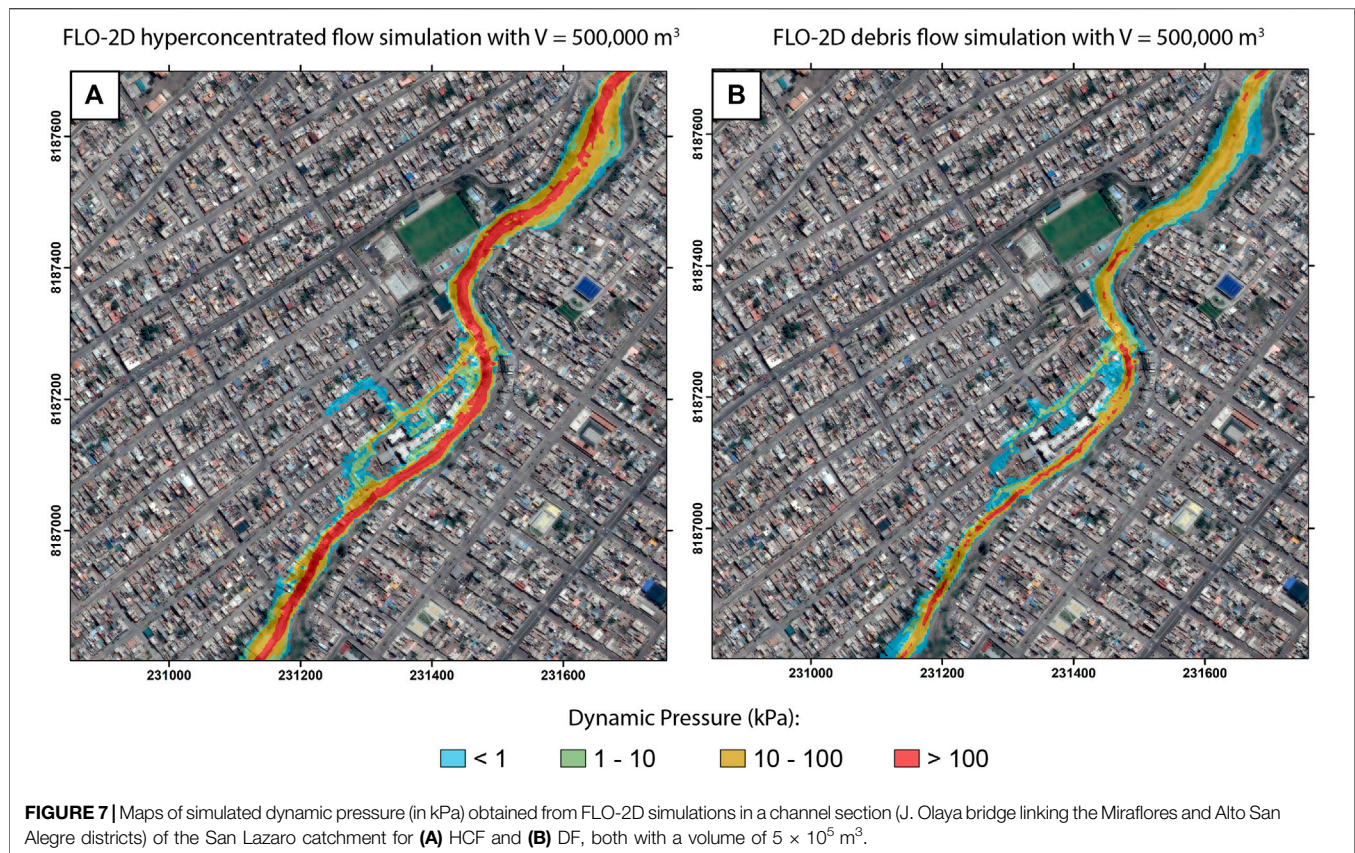 FLO-2D hyperconcentrated flow simulation with V = 500,000 m³
FLO-2D debris flow simulation with V = 500,000 m³
A
B
8187600
8187400
8187200
8187000
8187600
8187400
8187200
8187000
231000
231200
231400
231600
231000
231200
231400
231600
Dynamic Pressure (kPa):
< 1
1 - 10
10 - 100
> 100
FIGURE 7 | Maps of simulated dynamic pressure (in kPa) obtained from FLO-2D simulations in a channel section (J. Olaya bridge linking the Miraflores and Alto San
Alegre districts) of the San Lazaro catchment for (A) HCF and (B) DF, both with a volume of 5 × 10⁵ m³.